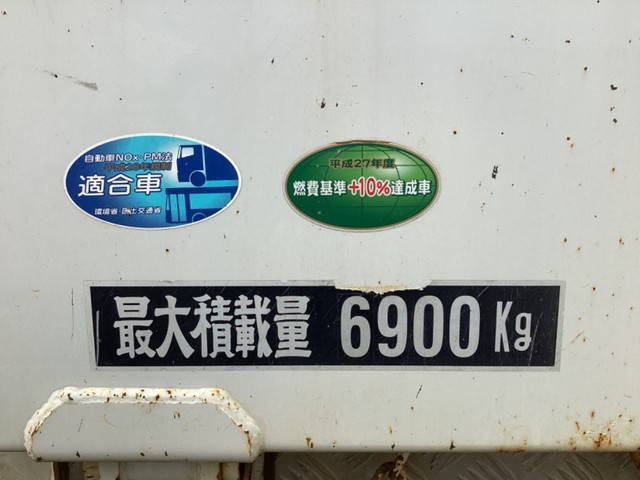 自動車NOx・PM法
適合車
環境省・国土交通省
平成27年度
燃費基準+10%達成車
最大積載量 6900 Kg